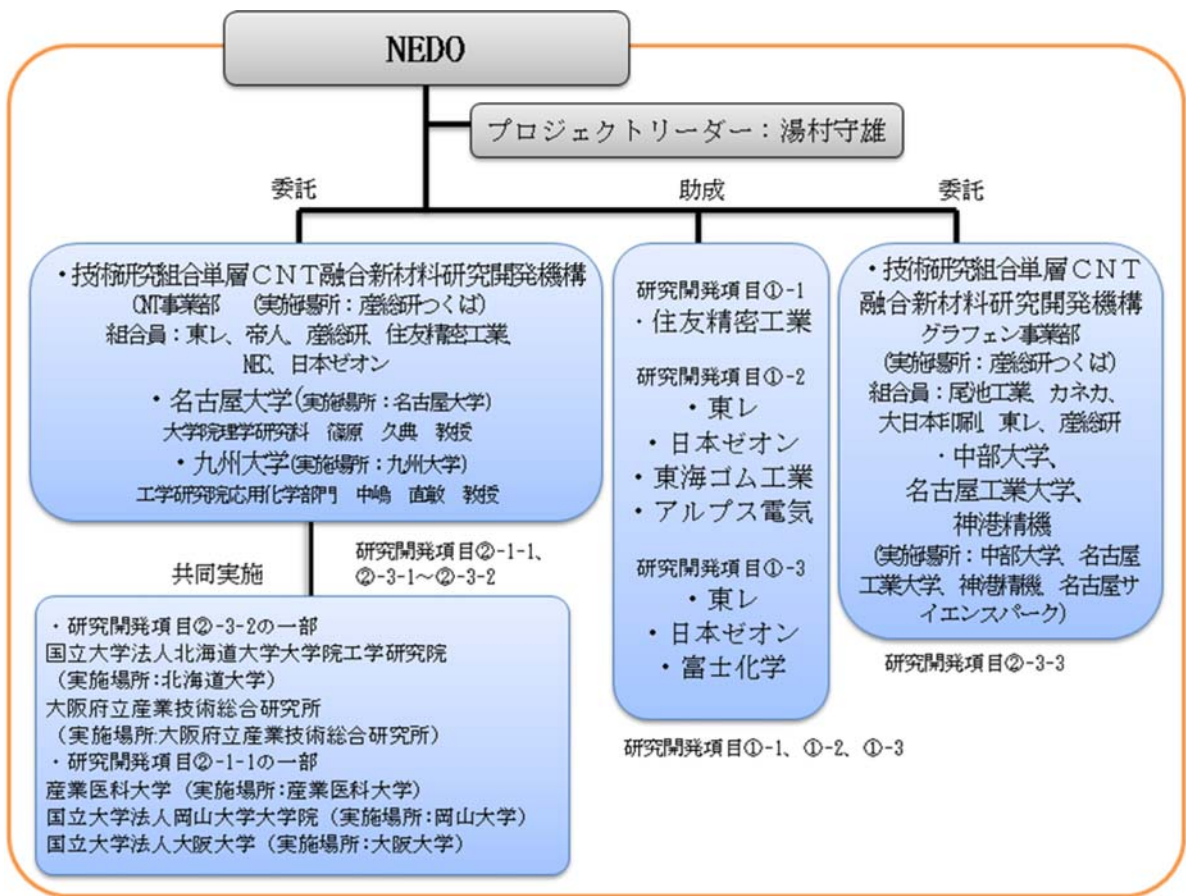 NEDO
プロジェクトリーダー：湯村守雄
委託
助成
委託
・技術研究組合単層ＣＮＴ融合新材料研究開発機構
(CNT事業部　(実施場所：産総研つくば)
組合員：東レ、帝人、産総研、住友精密工業、
NEC、日本ゼオン
・名古屋大学(実施場所：名古屋大学)
大学院理学研究科　篠原　久典　教授
・九州大学(実施場所：九州大学)
工学研究院応用化学部門　中嶋　直敏　教授
研究開発項目②-1-1、
②-3-1～②-3-2
共同実施
・研究開発項目②-3-2の一部
国立大学法人北海道大学大学院工学研究院
（実施場所:北海道大学）
大阪府立産業技術総合研究所
（実施場所:大阪府立産業技術総合研究所）
・研究開発項目②-1-1の一部
産業医科大学（実施場所:産業医科大学）
国立大学法人岡山大学大学院（実施場所:岡山大学）
国立大学法人大阪大学（実施場所:大阪大学）
研究開発項目①-1
・住友精密工業
研究開発項目①-2
・東レ
・日本ゼオン
・東海ゴム工業
・アルプス電気
研究開発項目①-3
・東レ
・日本ゼオン
・富士化学
研究開発項目①-1、①-2、①-3
・技術研究組合単層ＣＮＴ
融合新材料研究開発機構
グラフェン事業部
(実施場所：産総研つくば)
組合員：尾池工業、カネカ、
大日本印刷、東レ、産総研
・中部大学、
名古屋工業大学、
神港精機
(実施場所：中部大学、名古屋
工業大学、神港精機、名古屋サ
イエンスパーク)
研究開発項目②-3-3